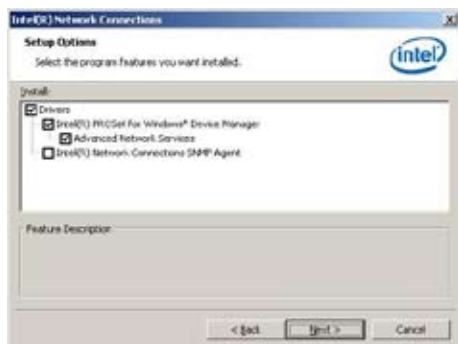 Intel(R) Network Connections
Setup Options
Select the program features you want installed.
intel
Install:
Drivers
Intel(R) PROSet for Windows* Device Manager
Advanced Network Services
Intel(R) Network Connections SNMP Agent
Feature Description
< Back
Next >
Cancel